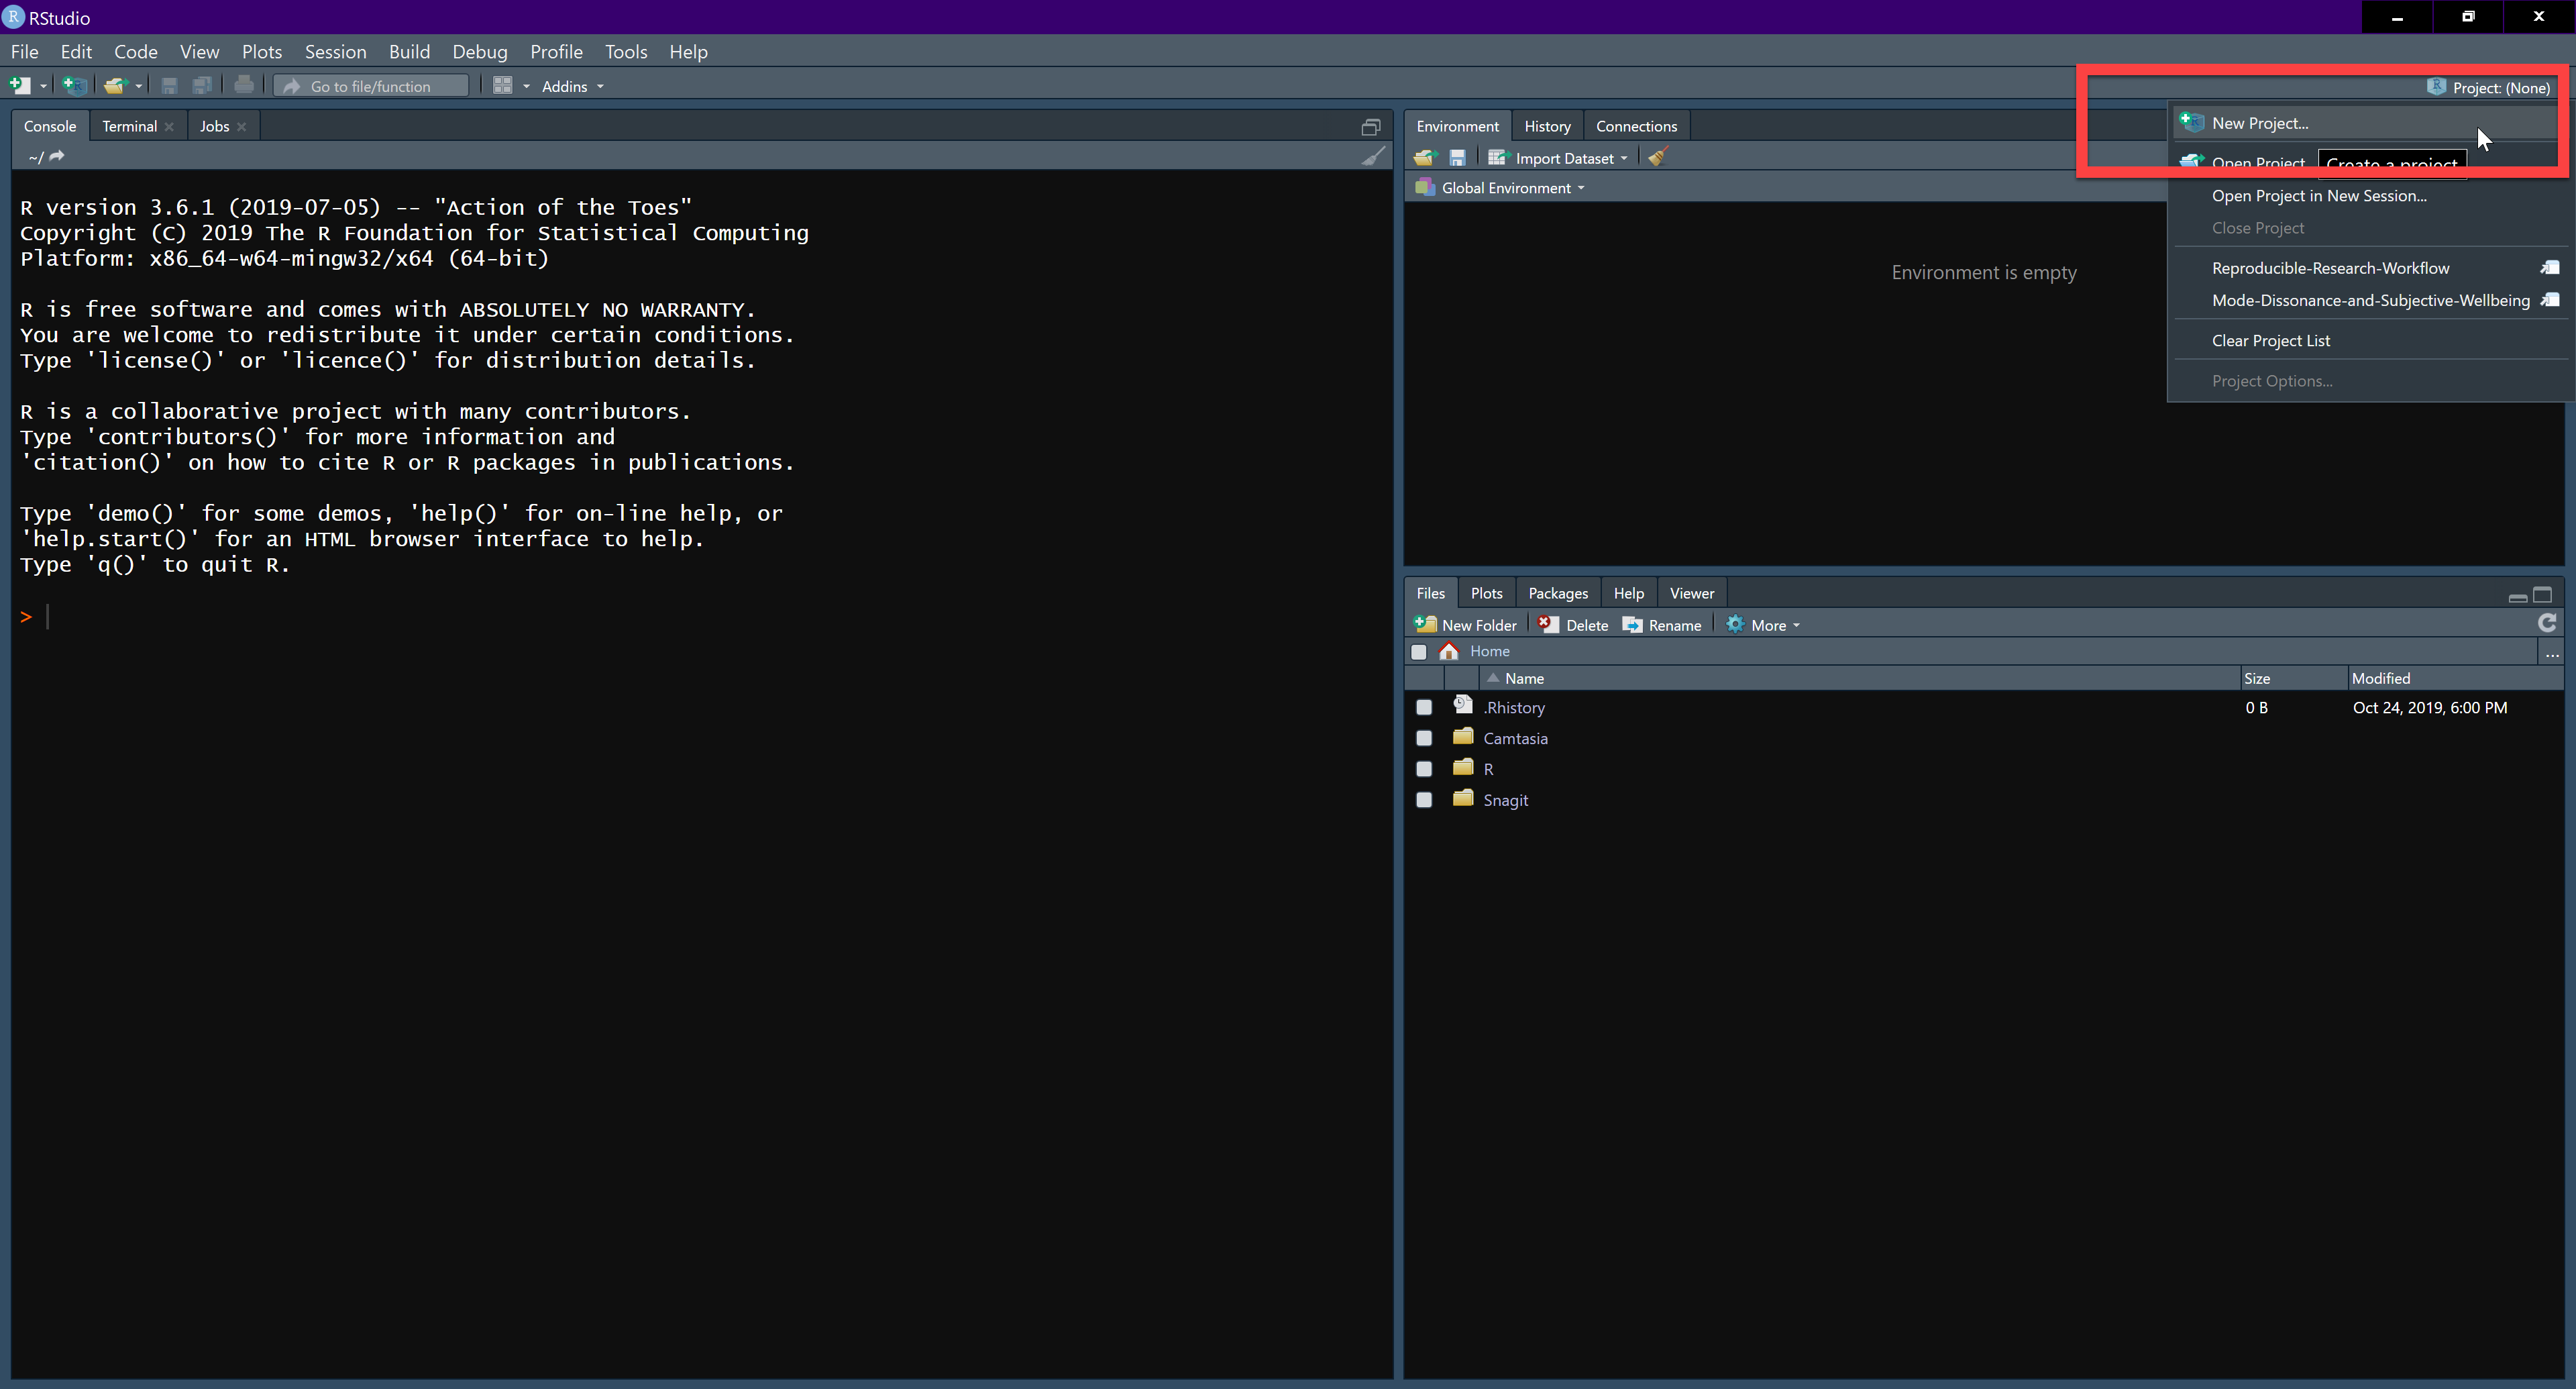 RStudio
File Edit Code View Plots Session Build Debug Profile Tools Help
Go to file/function Addins
Project: (None)
Console Terminal Jobs
~/
R version 3.6.1 (2019-07-05) -- "Action of the Toes"
Copyright (C) 2019 The R Foundation for Statistical Computing
Platform: x86_64-w64-mingw32/x64 (64-bit)
R is free software and comes with ABSOLUTELY NO WARRANTY.
You are welcome to redistribute it under certain conditions.
Type 'license()' or 'licence()' for distribution details.
R is a collaborative project with many contributors.
Type 'contributors()' for more information and
'citation()' on how to cite R or R packages in publications.
Type 'demo()' for some demos, 'help()' for on-line help, or
'help.start()' for an HTML browser interface to help.
Type 'q()' to quit R.
>
Environment History Connections
Import Dataset
Global Environment
Environment is empty
New Project...
Open Project
Create a project
Open Project in New Session...
Close Project
Reproducible-Research-Workflow
Mode-Dissonance-and-Subjective-Wellbeing
Clear Project List
Project Options...
Files Plots Packages Help Viewer
New Folder Delete Rename More
Home ...
Name Size Modified
.Rhistory 0 B Oct 24, 2019, 6:00 PM
Camtasia
R
Snagit